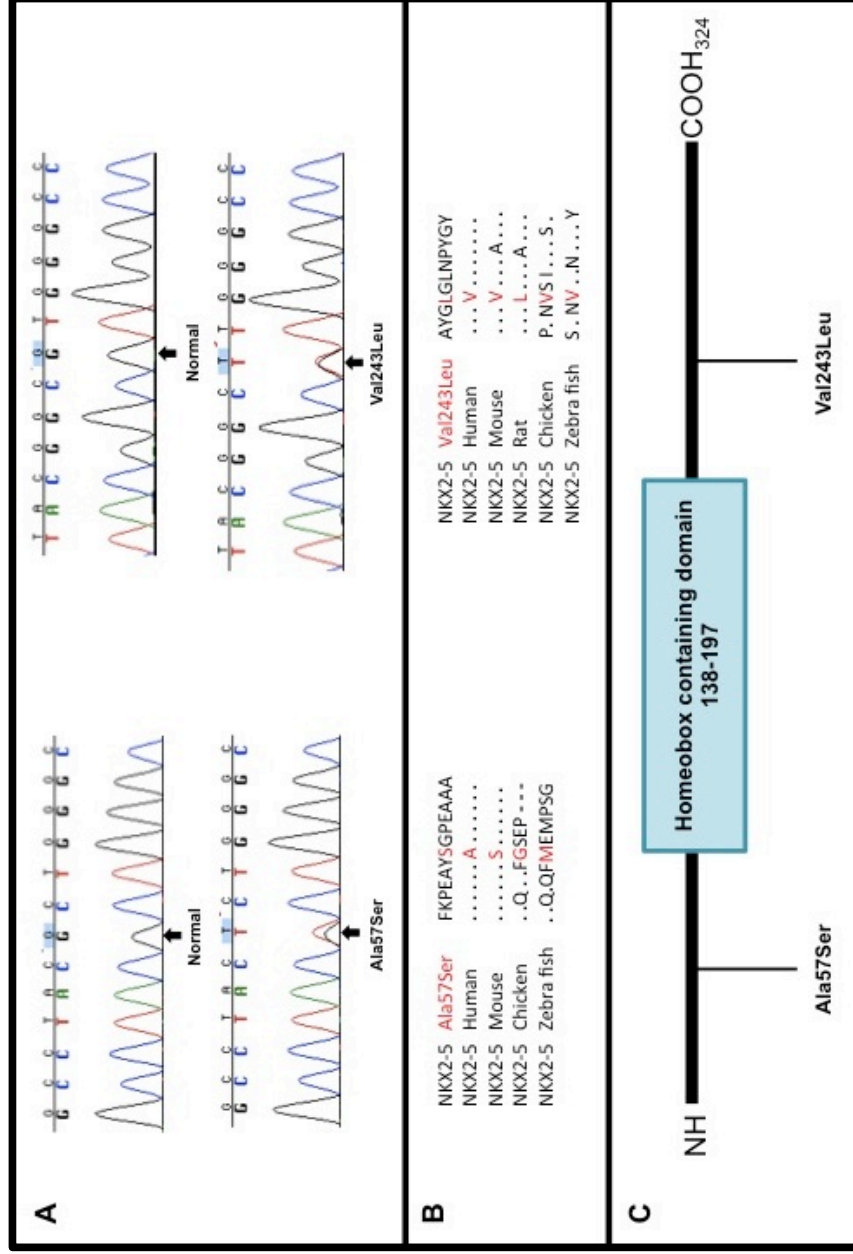 A
G C C T A C G C T G G G C
G C C T A C G C T G G G C
Normal
G C C T A C T C T G G G C
G C C T A C T C T G G G C
Ala57Ser
T A C G G C G T G G G C C
T A C G G C G T G G G C C
Normal
T A C G G C T T G G G C C
T A C G G C T T G G G C C
Val243Leu
B
NKX2-5 Ala57Ser FKPEAYSGPEAAA
NKX2-5 Human ......A......
NKX2-5 Mouse ......S......
NKX2-5 Chicken ..Q..FGSEP---
NKX2-5 Zebra fish ..Q.QFMEMPSG
NKX2-5 Val243Leu AYGLGLNPYGY
NKX2-5 Human ...V.......
NKX2-5 Mouse ...V...A...
NKX2-5 Rat ...L...A...
NKX2-5 Chicken P.NVSI...S.
NKX2-5 Zebra fish S.NV..N...Y
C
NH
Homeobox containing domain
138-197
COOH324
Ala57Ser
Val243Leu